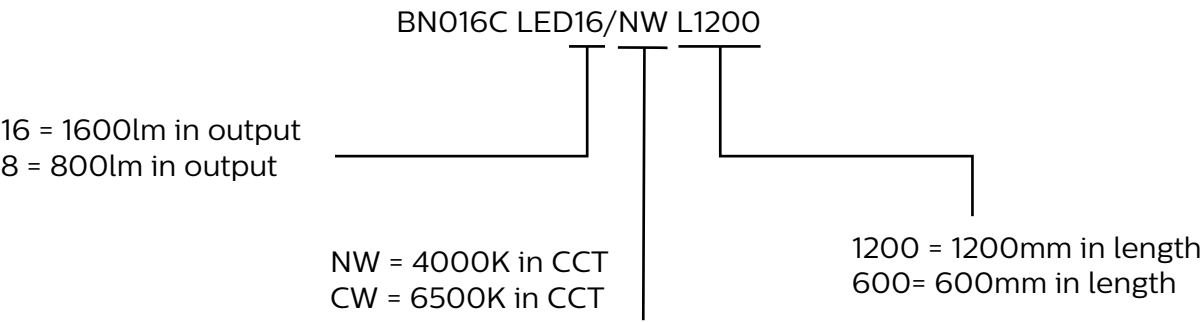 BN016C LED16/NW L1200
16 = 1600lm in output
8 = 800lm in output
NW = 4000K in CCT
CW = 6500K in CCT
1200 = 1200mm in length
600= 600mm in length